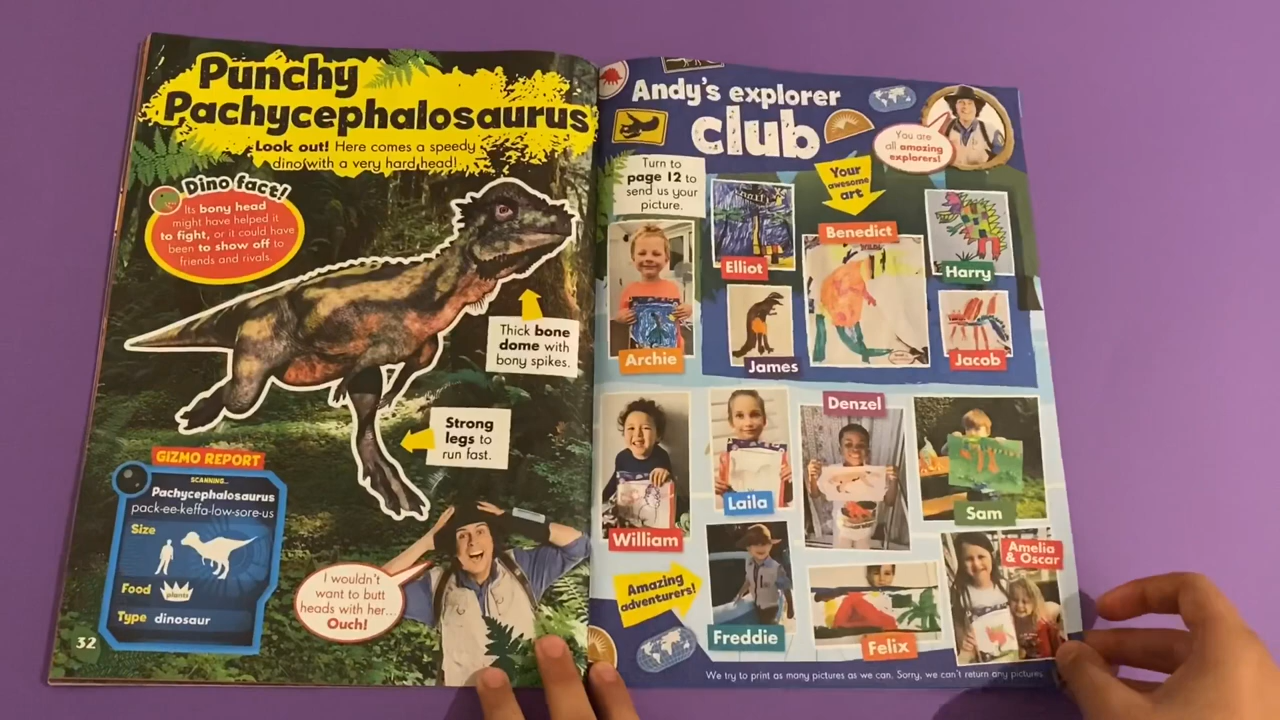 Punchy
Pachycephalosaurus
Look out! Here comes a speedy
dino with a very hard head!
Dino fact!
Its bony head
might have helped it
to fight, or it could have
been to show off to
friends and rivals.
Thick bone
dome with
bony spikes.
Strong
legs to
run fast.
GIZMO REPORT
SCANNING...
Pachycephalosaurus
pack-ee-keffa-low-sore-us
Size
Food plants
Type dinosaur
I wouldn't
want to butt
heads with her...
Ouch!
32
Andy's explorer
club
You are
all amazing
explorers!
Turn to
page 12 to
send us your
picture.
Your
awesome
art
Elliot
Benedict
Harry
Archie
James
Jacob
William
Laila
Denzel
Sam
Amazing
adventurers!
Freddie
Felix
Amelia
& Oscar
We try to print as many pictures as we can. Sorry, we can't return any pictures.